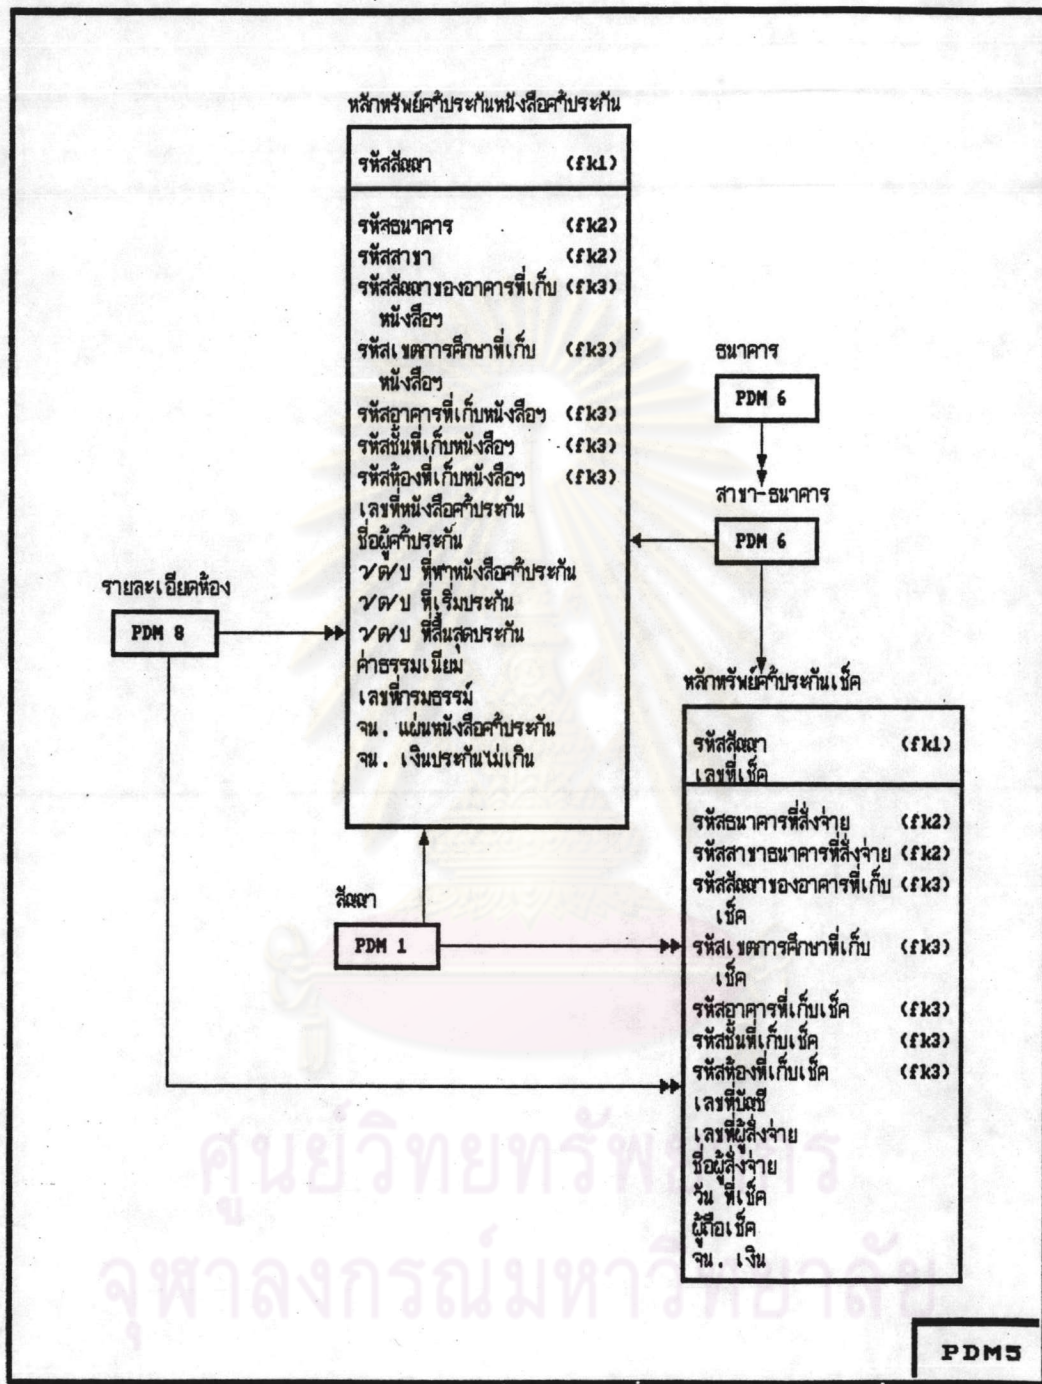 หลักทรัพย์ค้ำประกันหนังสือค้ำประกัน
รหัสสัญญา (fk1)
รหัสธนาคาร (fk2)
รหัสสาขา (fk2)
รหัสสัญญาของอาคารที่เก็บ (fk3)
หนังสือฯ
รหัสเขตการศึกษาที่เก็บ (fk3)
หนังสือฯ
รหัสอาคารที่เก็บหนังสือฯ (fk3)
รหัสชั้นที่เก็บหนังสือฯ (fk3)
รหัสห้องที่เก็บหนังสือฯ (fk3)
เลขที่หนังสือค้ำประกัน
ชื่อผู้ค้ำประกัน
ว/ด/ป ที่ทำหนังสือค้ำประกัน
ว/ด/ป ที่เริ่มประกัน
ว/ด/ป ที่สิ้นสุดประกัน
ค่าธรรมเนียม
เลขที่กรมธรรม์
จน. แผ่นหนังสือค้ำประกัน
จน. เงินประกันไม่เกิน
ธนาคาร
PDM 6
สาขา-ธนาคาร
PDM 6
รายละเอียดห้อง
PDM 8
สัญญา
PDM 1
หลักทรัพย์ค้ำประกันเช็ค
รหัสสัญญา (fk1)
เลขที่เช็ค
รหัสธนาคารที่สั่งจ่าย (fk2)
รหัสสาขาธนาคารที่สั่งจ่าย (fk2)
รหัสสัญญาของอาคารที่เก็บ (fk3)
เช็ค
รหัสเขตการศึกษาที่เก็บ (fk3)
เช็ค
รหัสอาคารที่เก็บเช็ค (fk3)
รหัสชั้นที่เก็บเช็ค (fk3)
รหัสห้องที่เก็บเช็ค (fk3)
เลขที่บัญชี
เลขที่ผู้สั่งจ่าย
ชื่อผู้สั่งจ่าย
วัน ที่เช็ค
ผู้ถือเช็ค
จน. เงิน
ศูนย์วิทยทรัพยากร
จุฬาลงกรณ์มหาวิทยาลัย
PDM5